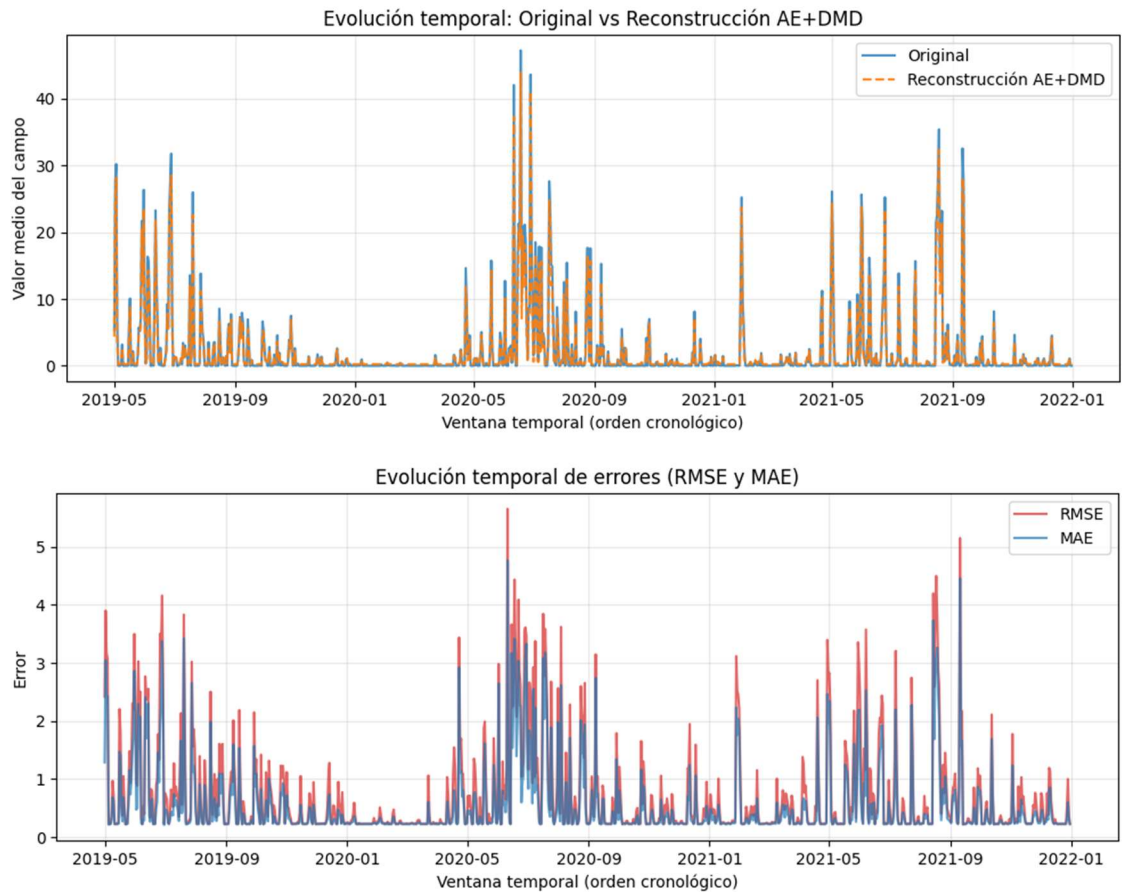 Evolución temporal: Original vs Reconstrucción AE+DMD
Original
Reconstrucción AE+DMD
Valor medio del campo
40
30
20
10
0
2019-05 2019-09 2020-01 2020-05 2020-09 2021-01 2021-05 2021-09 2022-01
Ventana temporal (orden cronológico)
Evolución temporal de errores (RMSE y MAE)
RMSE
MAE
Error
5
4
3
2
1
0
2019-05 2019-09 2020-01 2020-05 2020-09 2021-01 2021-05 2021-09 2022-01
Ventana temporal (orden cronológico)